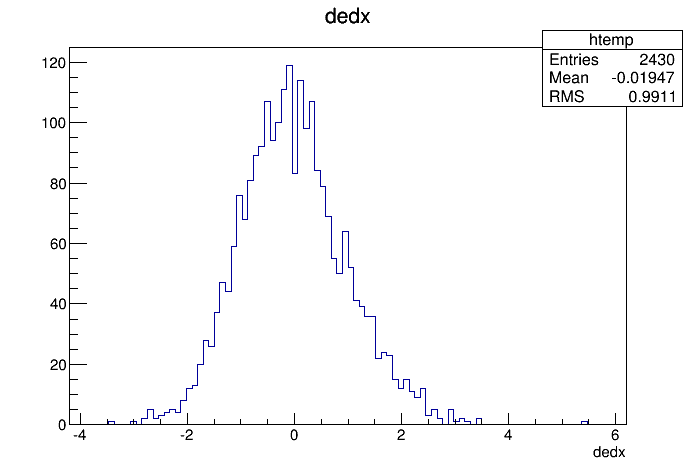 dedx
htemp
Entries 2430
Mean -0.01947
RMS 0.9911
120
100
80
60
40
20
0
-4 -2 0 2 4 6
dedx